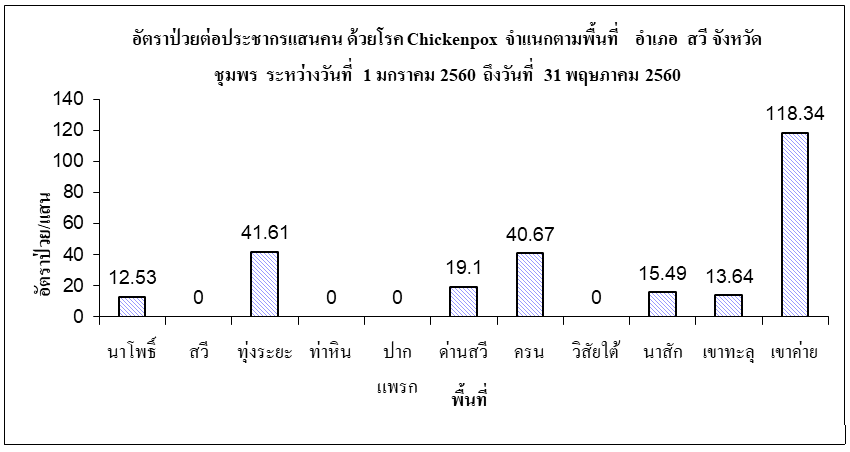 อัตราป่วยต่อประชากรแสนคน ด้วยโรค Chickenpox จำแนกตามพื้นที่ อำเภอ สวี จังหวัด
ชุมพร ระหว่างวันที่ 1 มกราคม 2560 ถึงวันที่ 31 พฤษภาคม 2560
อัตราป่วย/แสน
140
120
100
80
60
40
20
0
12.53
0
41.61
0
0
19.1
40.67
0
15.49
13.64
118.34
นาโพธิ์
สวี
ทุ่งระยะ
ท่าหิน
ปาก
แพรก
ด่านสวี
ครน
วิสัยใต้
นาสัก
เขาทะลุ
เขาค่าย
พื้นที่